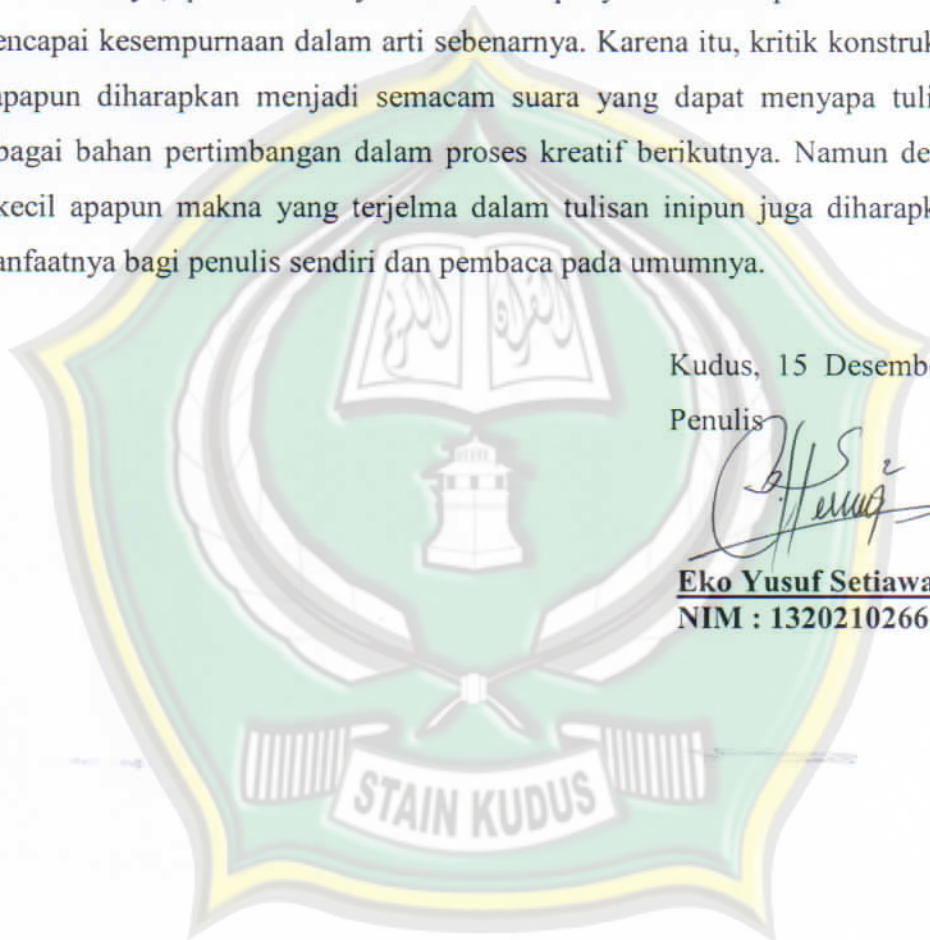 encapai kesempurnaan dalam arti sebenarnya. Karena itu, kritik konstruk
apapun diharapkan menjadi semacam suara yang dapat menyapa tuli
bagai bahan pertimbangan dalam proses kreatif berikutnya. Namun de
kecil apapun makna yang terjelma dalam tulisan inipun juga diharapk
anfaatnya bagi penulis sendiri dan pembaca pada umumnya.
Kudus, 15 Desemb
Penulis
Eko Yusuf Setiawa
NIM : 1320210266
STAIN KUDUS